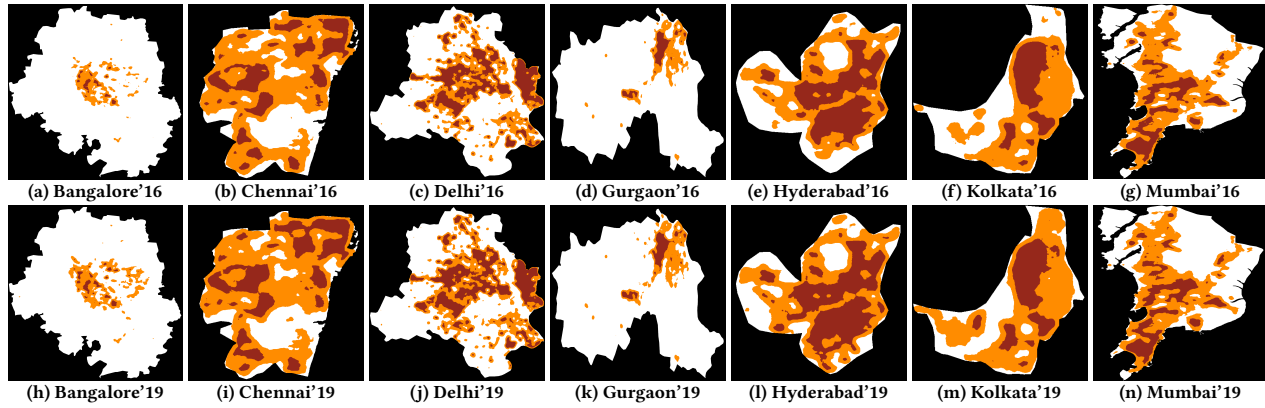 (a) Bangalore’16 (b) Chennai’16 (c) Delhi’16 (d) Gurgaon’16 (e) Hyderabad’16 (f) Kolkata’16 (g) Mumbai’16
(h) Bangalore’19 (i) Chennai’19 (j) Delhi’19 (k) Gurgaon’19 (l) Hyderabad’19 (m) Kolkata’19 (n) Mumbai’19